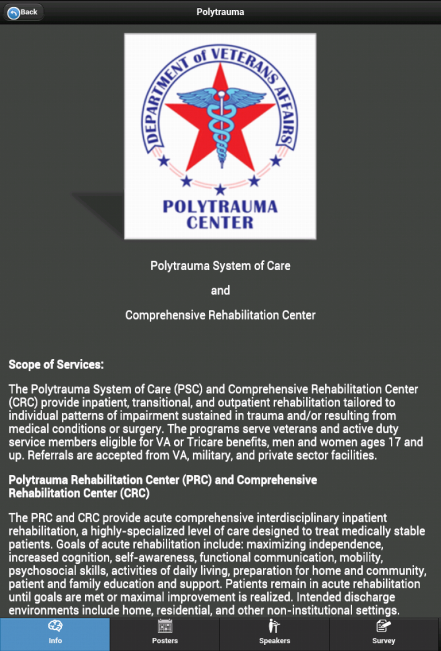 Back
Polytrauma
DEPARTMENT of VETERANS AFFAIRS
POLYTRAUMA
CENTER
Polytrauma System of Care
and
Comprehensive Rehabilitation Center
Scope of Services:
The Polytrauma System of Care (PSC) and Comprehensive Rehabilitation Center
(CRC) provide inpatient, transitional, and outpatient rehabilitation tailored to
individual patterns of impairment sustained in trauma and/or resulting from
medical conditions or surgery. The programs serve veterans and active duty
service members eligible for VA or Tricare benefits, men and women ages 17 and
up. Referrals are accepted from VA, military, and private sector facilities.
Polytrauma Rehabilitation Center (PRC) and Comprehensive
Rehabilitation Center (CRC)
The PRC and CRC provide acute comprehensive interdisciplinary inpatient
rehabilitation, a highly-specialized level of care designed to treat medically stable
patients. Goals of acute rehabilitation include: maximizing independence,
increased cognition, self-awareness, functional communication, mobility,
psychosocial skills, activities of daily living, preparation for home and community,
patient and family education and support. Patients remain in acute rehabilitation
until goals are met or maximal improvement is realized. Intended discharge
environments include home, residential, and other non-institutional settings.
Info
Posters
Speakers
Survey